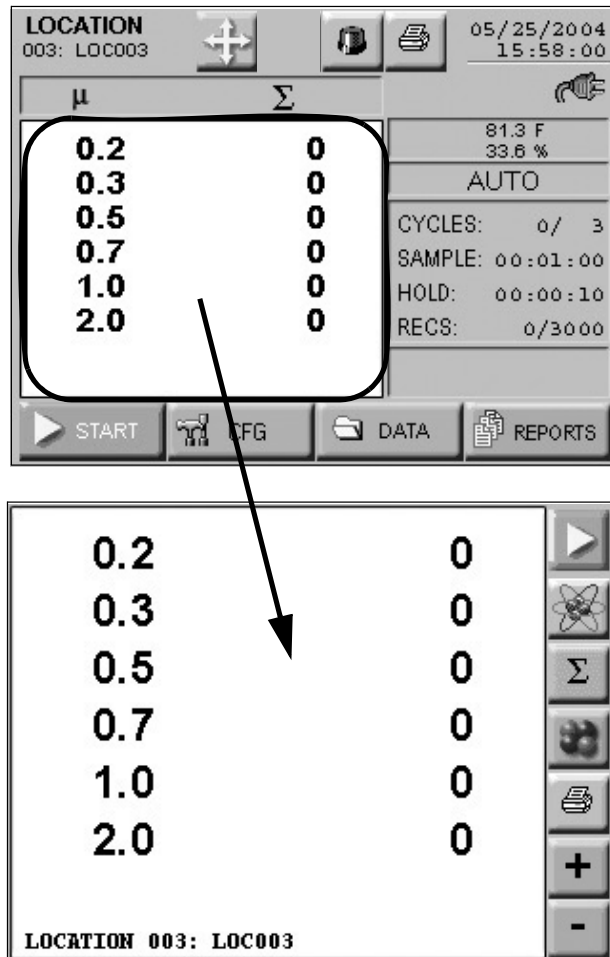 LOCATION
003: LOC003
05/25/2004
15:58:00
µ Σ
0.2 0
0.3 0
0.5 0
0.7 0
1.0 0
2.0 0
81.3 F
33.6 %
AUTO
CYCLES: 0/ 3
SAMPLE: 00:01:00
HOLD: 00:00:10
RECS: 0/3000
START CFG DATA REPORTS
0.2 0
0.3 0
0.5 0
Σ
0.7 0
1.0 0
2.0 0
+
-
LOCATION 003: LOC003